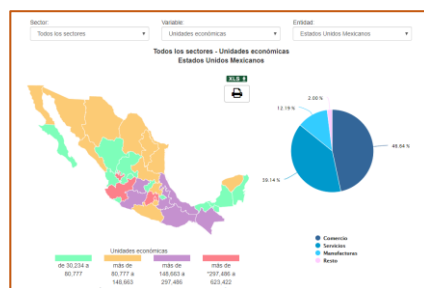 Sector:
Variable:
Entidad:
Todos los sectores
Unidades económicas
Estados Unidos Mexicanos
Todos los sectores - Unidades económicas
Estados Unidos Mexicanos
XLS
2.00 %
12.19 %
46.64 %
39.14 %
Comercio
Servicios
Manufacturas
Resto
Unidades económicas
de 30,234 a
80,777
más de
80,777 a
148,663
más de
148,663 a
297,486
más de
"297,486 a
623,422